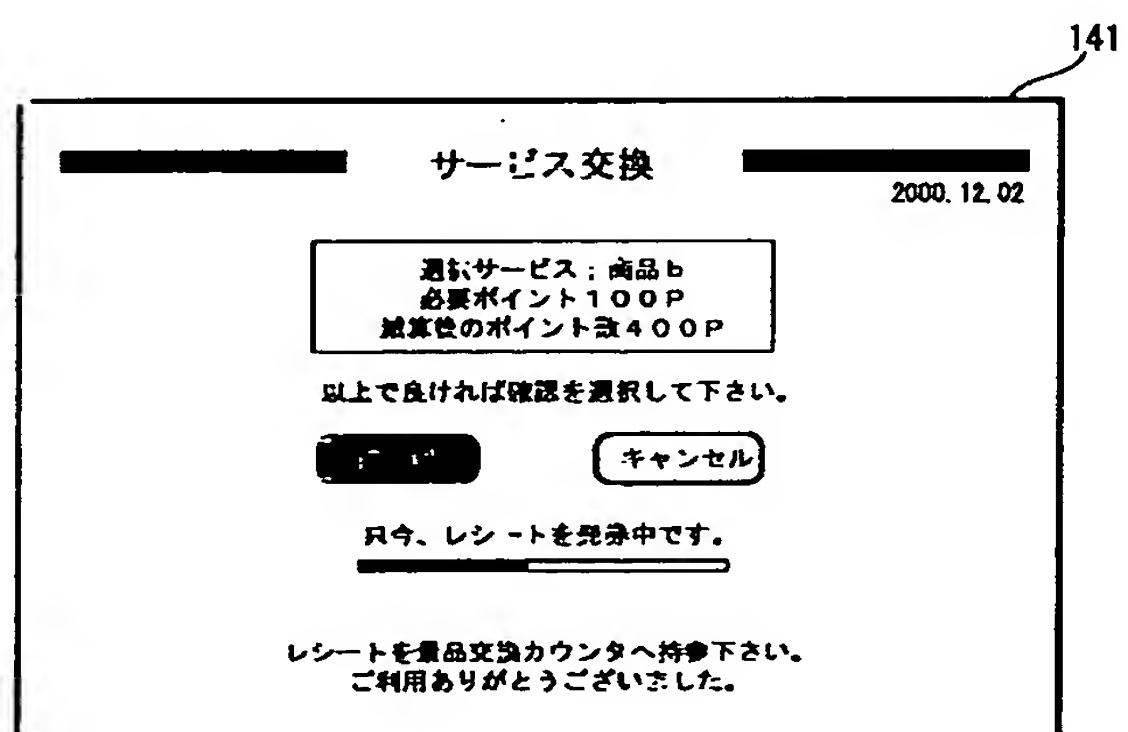 141
サービス交換
2000.12.02
選択サービス：商品b
必要ポイント100P
減算後のポイント数400P
以上で良ければ確認を選択して下さい。
キャンセル
只今、レシートを発券中です。
レシートを景品交換カウンタへ持参下さい。
ご利用ありがとうございました。